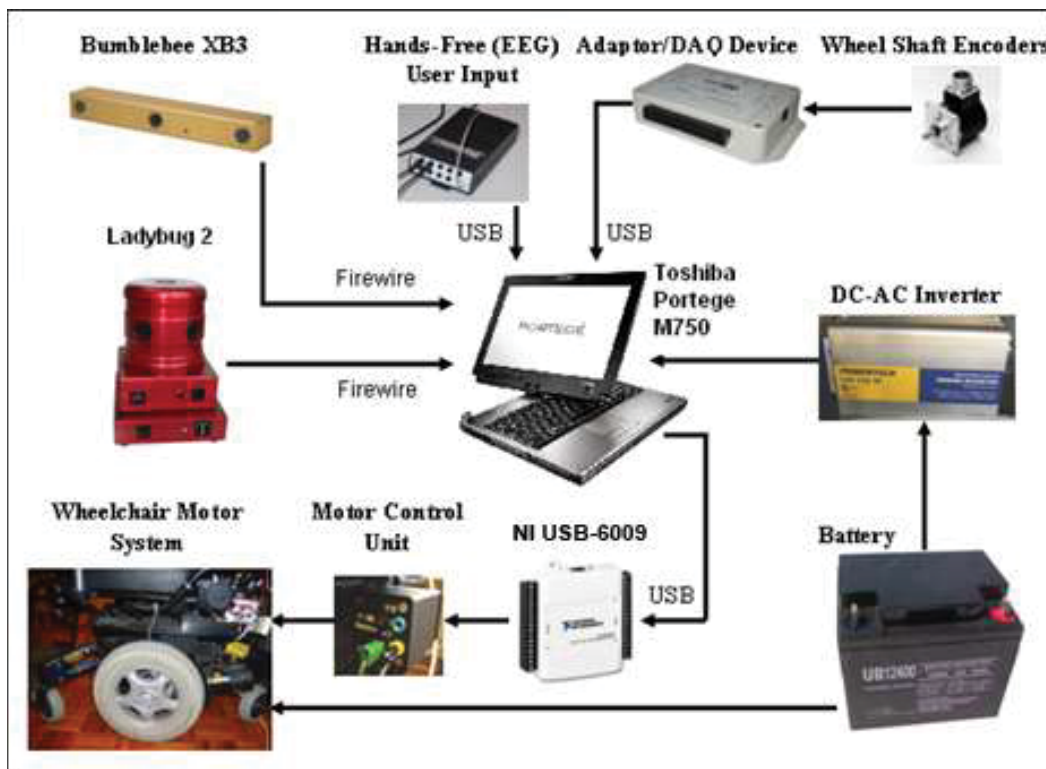 Bumblebee XB3
Hands-Free (EEG)
User Input
Adaptor/DAQ Device
Wheel Shaft Encoders
USB
USB
Ladybug 2
Firewire
Toshiba
Portege
M750
DC-AC Inverter
Firewire
Wheelchair Motor
System
Motor Control
Unit
NI USB-6009
Battery
USB
UB12400